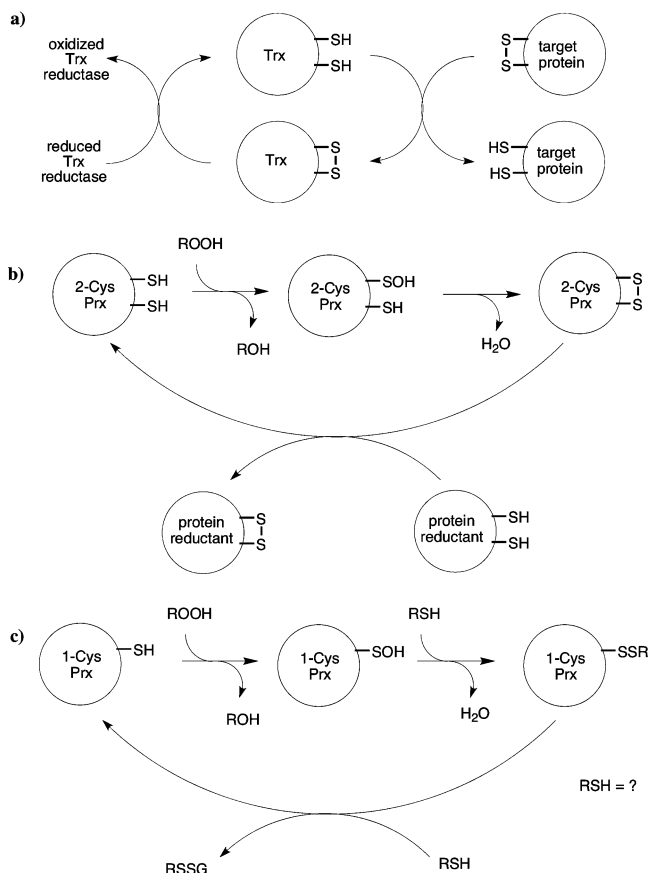 a)
oxidized
Trx
reductase
reduced
Trx
reductase
Trx
SH
SH
Trx
S
S
S
S
target
protein
HS
HS
target
protein
b)
2-Cys
Prx
SH
SH
ROOH
ROH
2-Cys
Prx
SOH
SH
H2O
2-Cys
Prx
S
S
protein
reductant
S
S
protein
reductant
SH
SH
c)
1-Cys
Prx
SH
ROOH
ROH
1-Cys
Prx
SOH
RSH
H2O
1-Cys
Prx
SSR
RSH = ?
RSSG
RSH